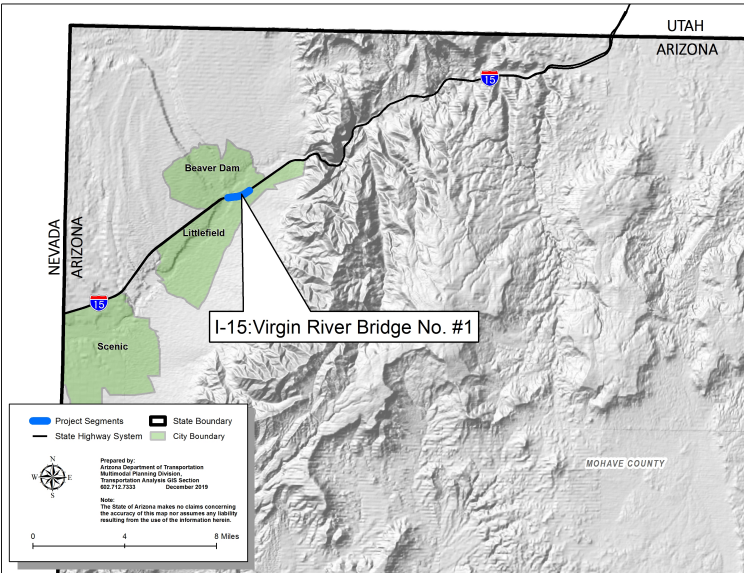 UTAH
ARIZONA
15
Beaver Dam
Littlefield
NEVADA
ARIZONA
15
I-15:Virgin River Bridge No. #1
Scenic
MOHAVE COUNTY
Project Segments
State Boundary
State Highway System
City Boundary
N
W E
S
Prepared by:
Arizona Department of Transportation
Multimodal Planning Division,
Transportation Analysis GIS Section
602.712.7333 December 2019
Note:
The State of Arizona makes no claims concerning
the accuracy of this map nor assumes any liability
resulting from the use of the information herein.
0 4 8 Miles